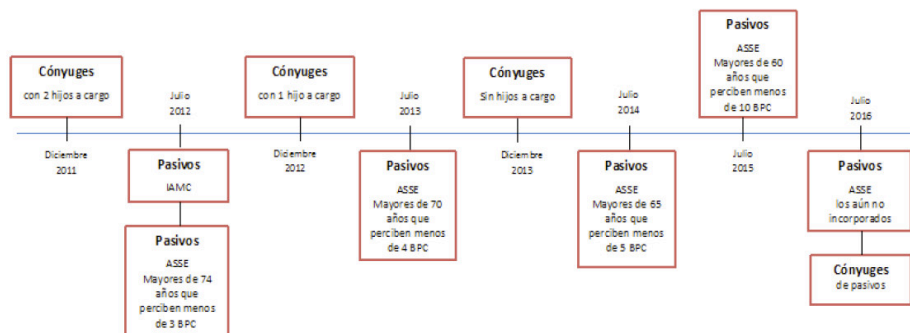 Cónyuges
con 2 hijos a cargo
Diciembre
2011
Julio
2012
Pasivos
IAMC
Pasivos
ASSE
Mayores de 74
años que
perciben menos
de 3 BPC
Cónyuges
con 1 hijo a cargo
Diciembre
2012
Julio
2013
Pasivos
ASSE
Mayores de 70
años que
perciben menos
de 4 BPC
Cónyuges
Sin hijos a cargo
Diciembre
2013
Julio
2014
Pasivos
ASSE
Mayores de 65
años que
perciben menos
de 5 BPC
Pasivos
ASSE
Mayores de 60
años que
perciben menos
de 10 BPC
Julio
2015
Julio
2016
Pasivos
ASSE
los aún no
incorporados
Cónyuges
de pasivos